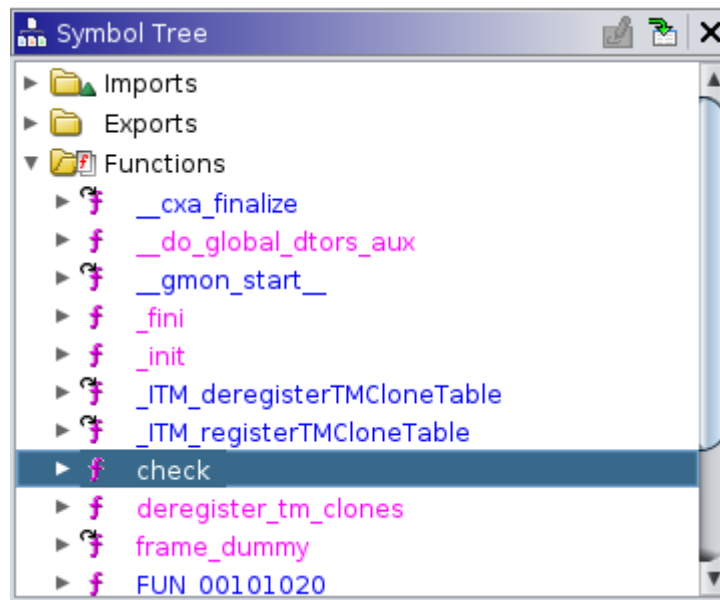 Symbol Tree
Imports
Exports
Functions
__cxa_finalize
__do_global_dtors_aux
__gmon_start__
_fini
_init
_ITM_deregisterTMCloneTable
_ITM_registerTMCloneTable
check
deregister_tm_clones
frame_dummy
FUN_00101020